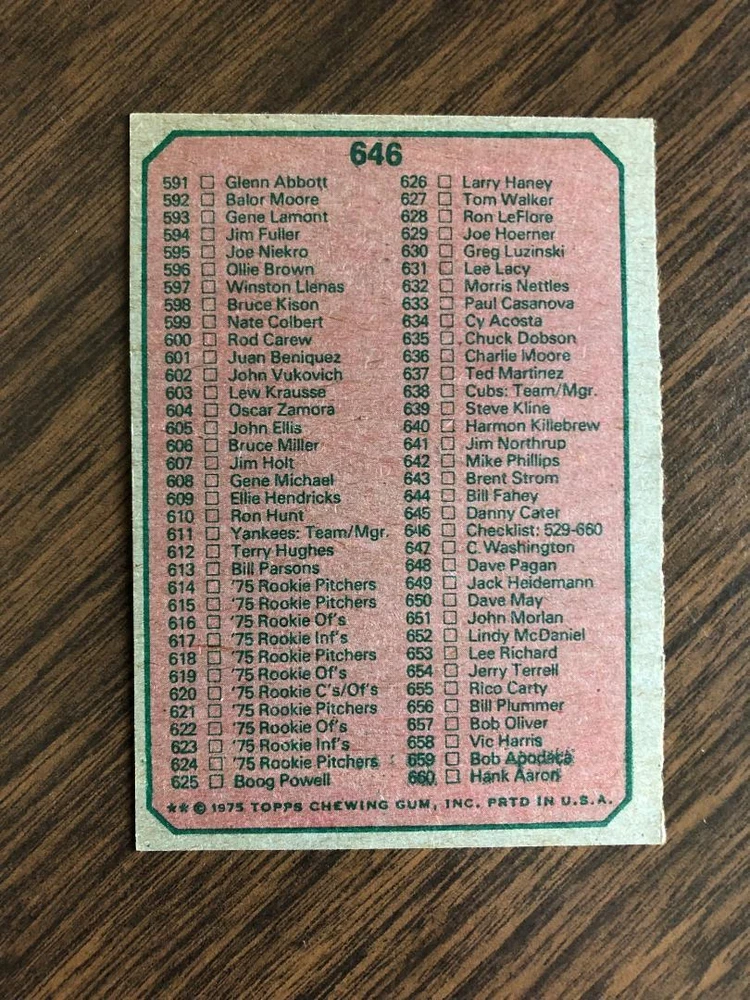 646
591 Glenn Abbott
592 Balor Moore
593 Gene Lamont
594 Jim Fuller
595 Joe Niekro
596 Ollie Brown
597 Winston Llenas
598 Bruce Kison
599 Nate Colbert
600 Rod Carew
601 Juan Beniquez
602 John Vukovich
603 Lew Krausse
604 Oscar Zamora
605 John Ellis
606 Bruce Miller
607 Jim Holt
608 Gene Michael
609 Ellie Hendricks
610 Ron Hunt
611 Yankees: Team/Mgr.
612 Terry Hughes
613 Bill Parsons
614 '75 Rookie Pitchers
615 '75 Rookie Pitchers
616 '75 Rookie Of's
617 '75 Rookie Inf's
618 '75 Rookie Pitchers
619 '75 Rookie Of's
620 '75 Rookie C's/Of's
621 '75 Rookie Pitchers
622 '75 Rookie Of's
623 '75 Rookie Inf's
624 '75 Rookie Pitchers
625 Boog Powell
626 Larry Haney
627 Tom Walker
628 Ron LeFlore
629 Joe Hoerner
630 Greg Luzinski
631 Lee Lacy
632 Morris Nettles
633 Paul Casanova
634 Cy Acosta
635 Chuck Dobson
636 Charlie Moore
637 Ted Martinez
638 Cubs: Team/Mgr.
639 Steve Kline
640 Harmon Killebrew
641 Jim Northrup
642 Mike Phillips
643 Brent Strom
644 Bill Fahey
645 Danny Cater
646 Checklist: 529-660
647 C. Washington
648 Dave Pagan
649 Jack Heidemann
650 Dave May
651 John Morlan
652 Lindy McDaniel
653 Lee Richard
654 Jerry Terrell
655 Rico Carty
656 Bill Plummer
657 Bob Oliver
658 Vic Harris
659 Bob Apodaca
660 Hank Aaron
** © 1975 TOPPS CHEWING GUM, INC. PRTD IN U.S.A.